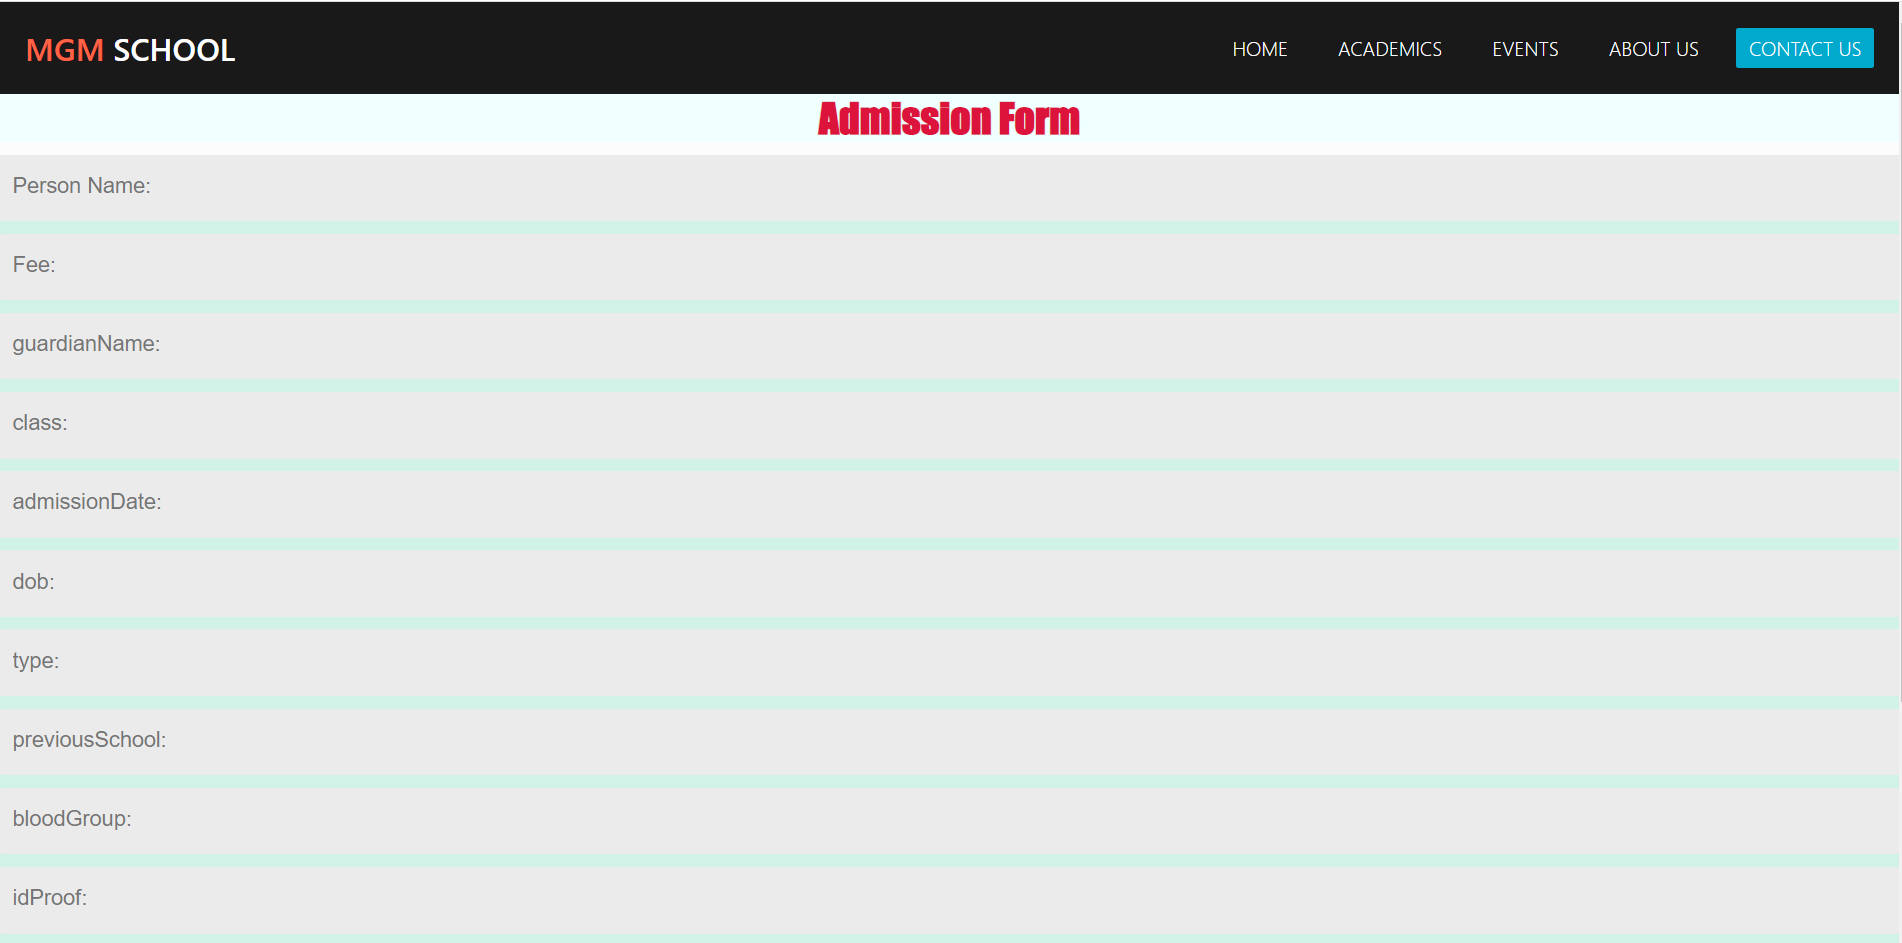 MGM SCHOOL HOME ACADEMICS EVENTS ABOUT US CONTACT US
Admission Form
Person Name:
Fee:
guardianName:
class:
admissionDate:
dob:
type:
previousSchool:
bloodGroup:
idProof: